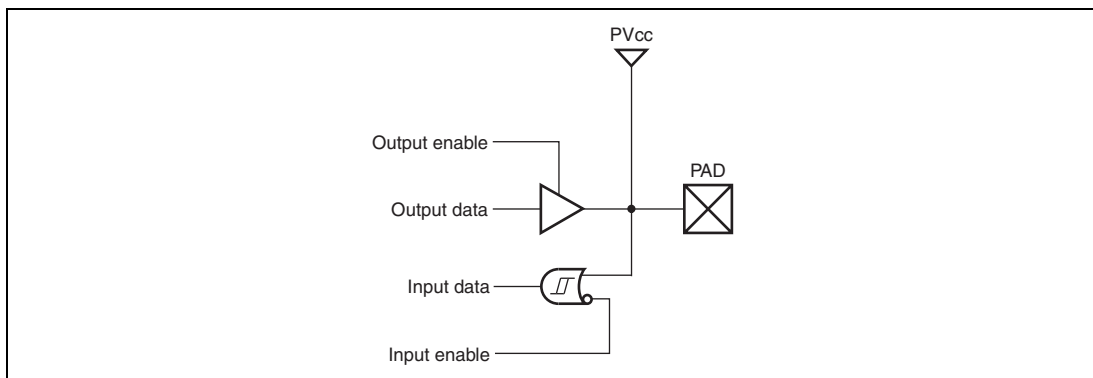 PVcc
Output enable
PAD
Output data
Input data
Input enable